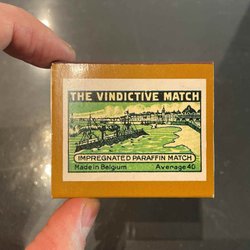 THE VINDICTIVE MATCH
IMPREGNATED PARAFFIN MATCH
Made in Belgium Average 40